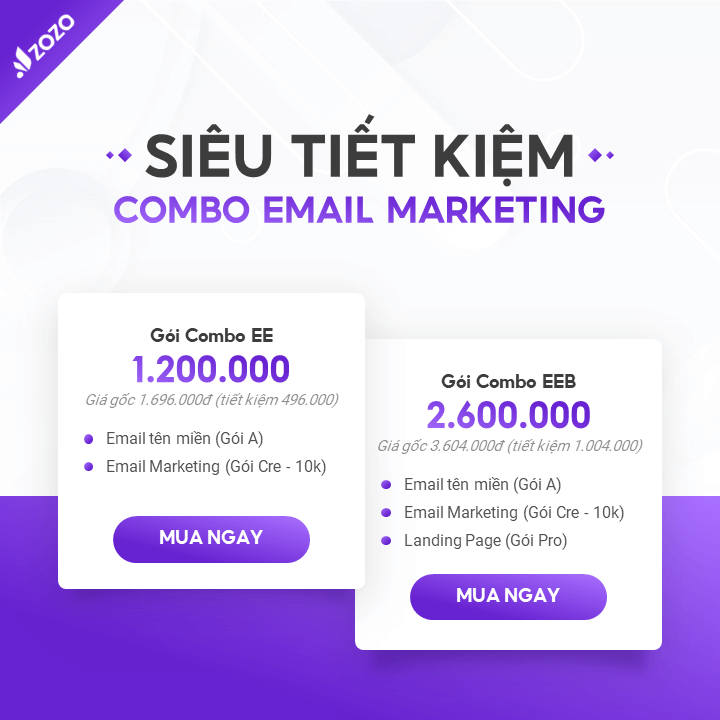 ZOZO
SIÊU TIẾT KIỆM
COMBO EMAIL MARKETING
Gói Combo EE
1.200.000
Giá gốc 1.696.000đ (tiết kiệm 496.000)
Email tên miền (Gói A)
Email Marketing (Gói Cre - 10k)
MUA NGAY
Gói Combo EEB
2.600.000
Giá gốc 3.604.000đ (tiết kiệm 1.004.000)
Email tên miền (Gói A)
Email Marketing (Gói Cre - 10k)
Landing Page (Gói Pro)
MUA NGAY